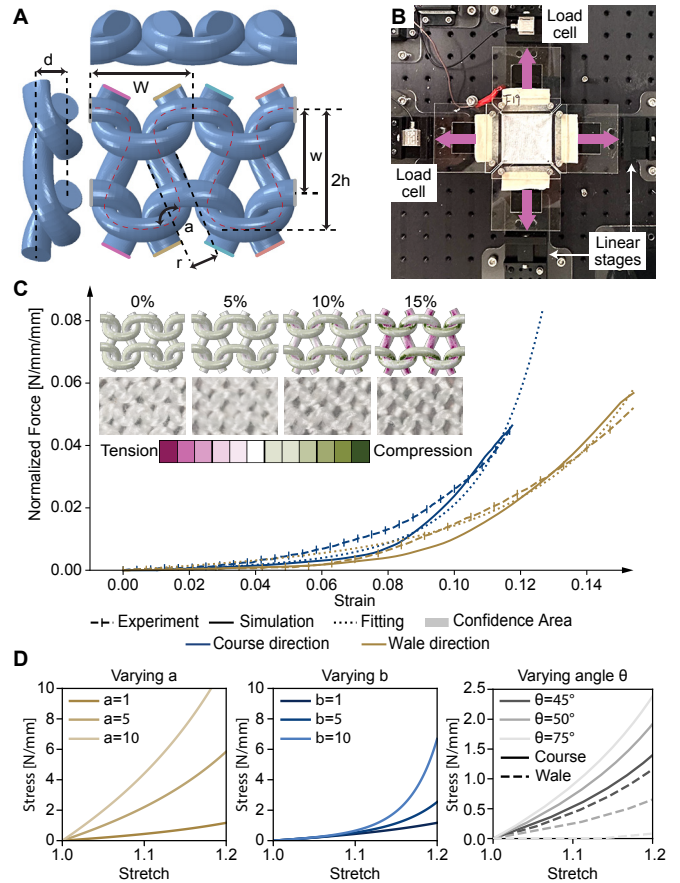 A
d
W
w
2h
a
r
B
Load
cell
F19
Load
cell
Linear
stages
C
0%
5%
10%
15%
Normalized Force [N/mm/mm]
0.08
0.06
0.04
0.02
0.00
Tension
Compression
0.00
0.02
0.04
0.06
0.08
0.10
0.12
0.14
Strain
Experiment
Simulation
Fitting
Confidence Area
Course direction
Wale direction
D
Varying a
Stress [N/mm]
10
8
6
4
2
0
a=1
a=5
a=10
1.0
1.1
1.2
Stretch
Varying b
Stress [N/mm]
10
8
6
4
2
0
b=1
b=5
b=10
1.0
1.1
1.2
Stretch
Varying angle θ
Stress [N/mm]
2.5
2.0
1.5
1.0
0.5
0.0
θ=45°
θ=50°
θ=75°
Course
Wale
1.0
1.1
1.2
Stretch